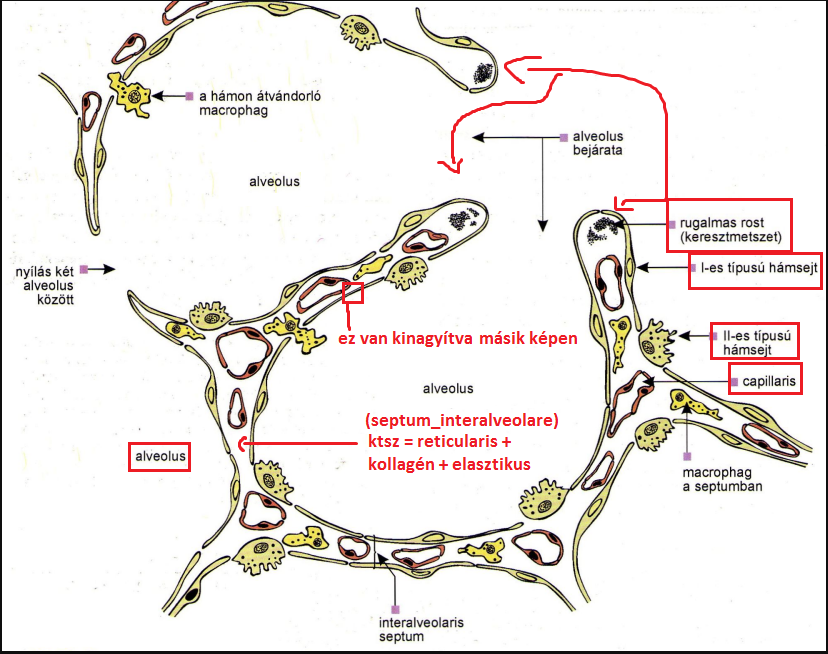 a hámon átvándorló
macrophag
alveolus
bejárata
alveolus
rugalmas rost
(keresztmetszet)
nyílás két
alveolus
között
I-es típusú hámsejt
ez van kinagyítva másik képen
II-es típusú
hámsejt
capillaris
alveolus
(septum_interalveolare)
ktsz = reticularis +
kollagén + elasztikus
alveolus
macrophag
a septumban
interalveolaris
septum